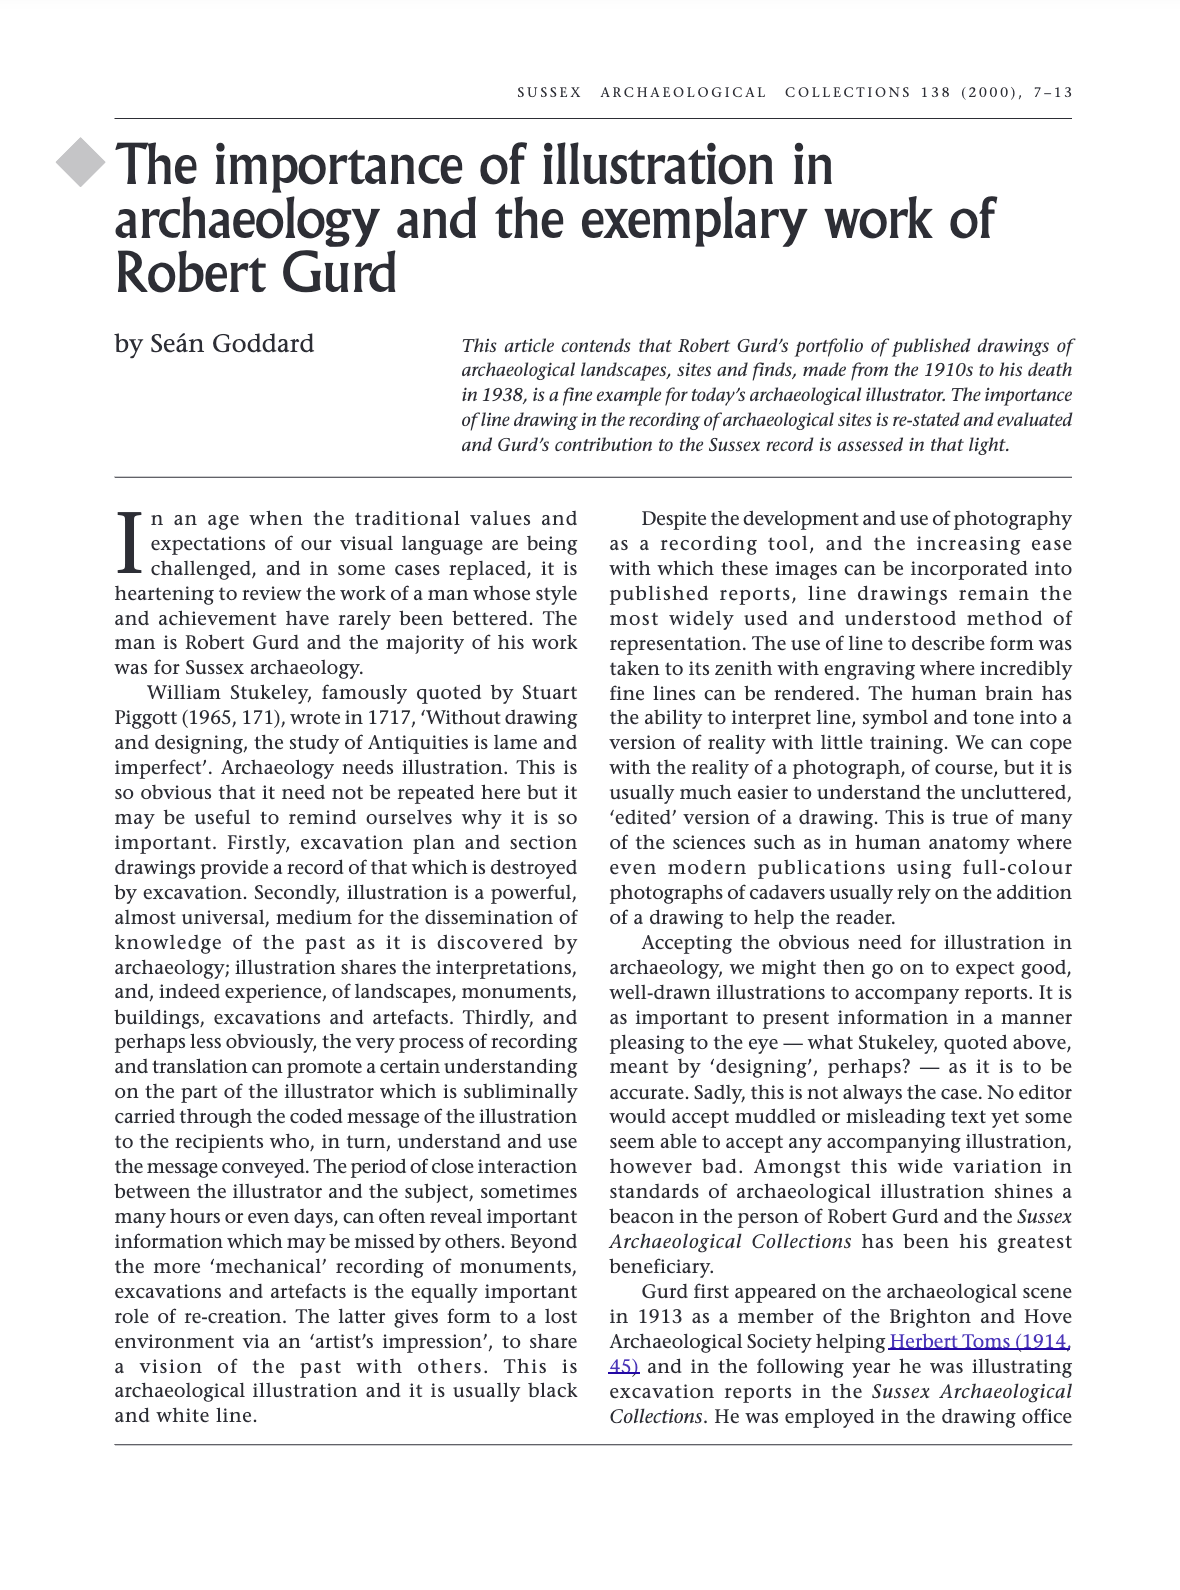 SUSSEX ARCHAEOLOGICAL COLLECTIONS 138 (2000), 7–13
The importance of illustration in
archaeology and the exemplary work of
Robert Gurd
by Seán Goddard
This article contends that Robert Gurd's portfolio of published drawings of
archaeological landscapes, sites and finds, made from the 1910s to his death
in 1938, is a fine example for today's archaeological illustrator. The importance
of line drawing in the recording of archaeological sites is re-stated and evaluated
and Gurd's contribution to the Sussex record is assessed in that light.
In an age when the traditional values and
expectations of our visual language are being
challenged, and in some cases replaced, it is
heartening to review the work of a man whose style
and achievement have rarely been bettered. The
man is Robert Gurd and the majority of his work
was for Sussex archaeology.
William Stukeley, famously quoted by Stuart
Piggott (1965, 171), wrote in 1717, 'Without drawing
and designing, the study of Antiquities is lame and
imperfect'. Archaeology needs illustration. This is
so obvious that it need not be repeated here but it
may be useful to remind ourselves why it is so
important. Firstly, excavation plan and section
drawings provide a record of that which is destroyed
by excavation. Secondly, illustration is a powerful,
almost universal, medium for the dissemination of
knowledge of the past as it is discovered by
archaeology; illustration shares the interpretations,
and, indeed experience, of landscapes, monuments,
buildings, excavations and artefacts. Thirdly, and
perhaps less obviously, the very process of recording
and translation can promote a certain understanding
on the part of the illustrator which is subliminally
carried through the coded message of the illustration
to the recipients who, in turn, understand and use
the message conveyed. The period of close interaction
between the illustrator and the subject, sometimes
many hours or even days, can often reveal important
information which may be missed by others. Beyond
the more 'mechanical' recording of monuments,
excavations and artefacts is the equally important
role of re-creation. The latter gives form to a lost
environment via an 'artist's impression', to share
a vision of the past with others. This is
archaeological illustration and it is usually black
and white line.
Despite the development and use of photography
as a recording tool, and the increasing ease
with which these images can be incorporated into
published reports, line drawings remain the
most widely used and understood method of
representation. The use of line to describe form was
taken to its zenith with engraving where incredibly
fine lines can be rendered. The human brain has
the ability to interpret line, symbol and tone into a
version of reality with little training. We can cope
with the reality of a photograph, of course, but it is
usually much easier to understand the uncluttered,
'edited' version of a drawing. This is true of many
of the sciences such as in human anatomy where
even modern publications using full-colour
photographs of cadavers usually rely on the addition
of a drawing to help the reader.
Accepting the obvious need for illustration in
archaeology, we might then go on to expect good,
well-drawn illustrations to accompany reports. It is
as important to present information in a manner
pleasing to the eye — what Stukeley, quoted above,
meant by 'designing', perhaps? — as it is to be
accurate. Sadly, this is not always the case. No editor
would accept muddled or misleading text yet some
seem able to accept any accompanying illustration,
however bad. Amongst this wide variation in
standards of archaeological illustration shines a
beacon in the person of Robert Gurd and the Sussex
Archaeological Collections has been his greatest
beneficiary.
Gurd first appeared on the archaeological scene
in 1913 as a member of the Brighton and Hove
Archaeological Society helping Herbert Toms (1914,
45) and in the following year he was illustrating
excavation reports in the Sussex Archaeological
Collections. He was employed in the drawing office